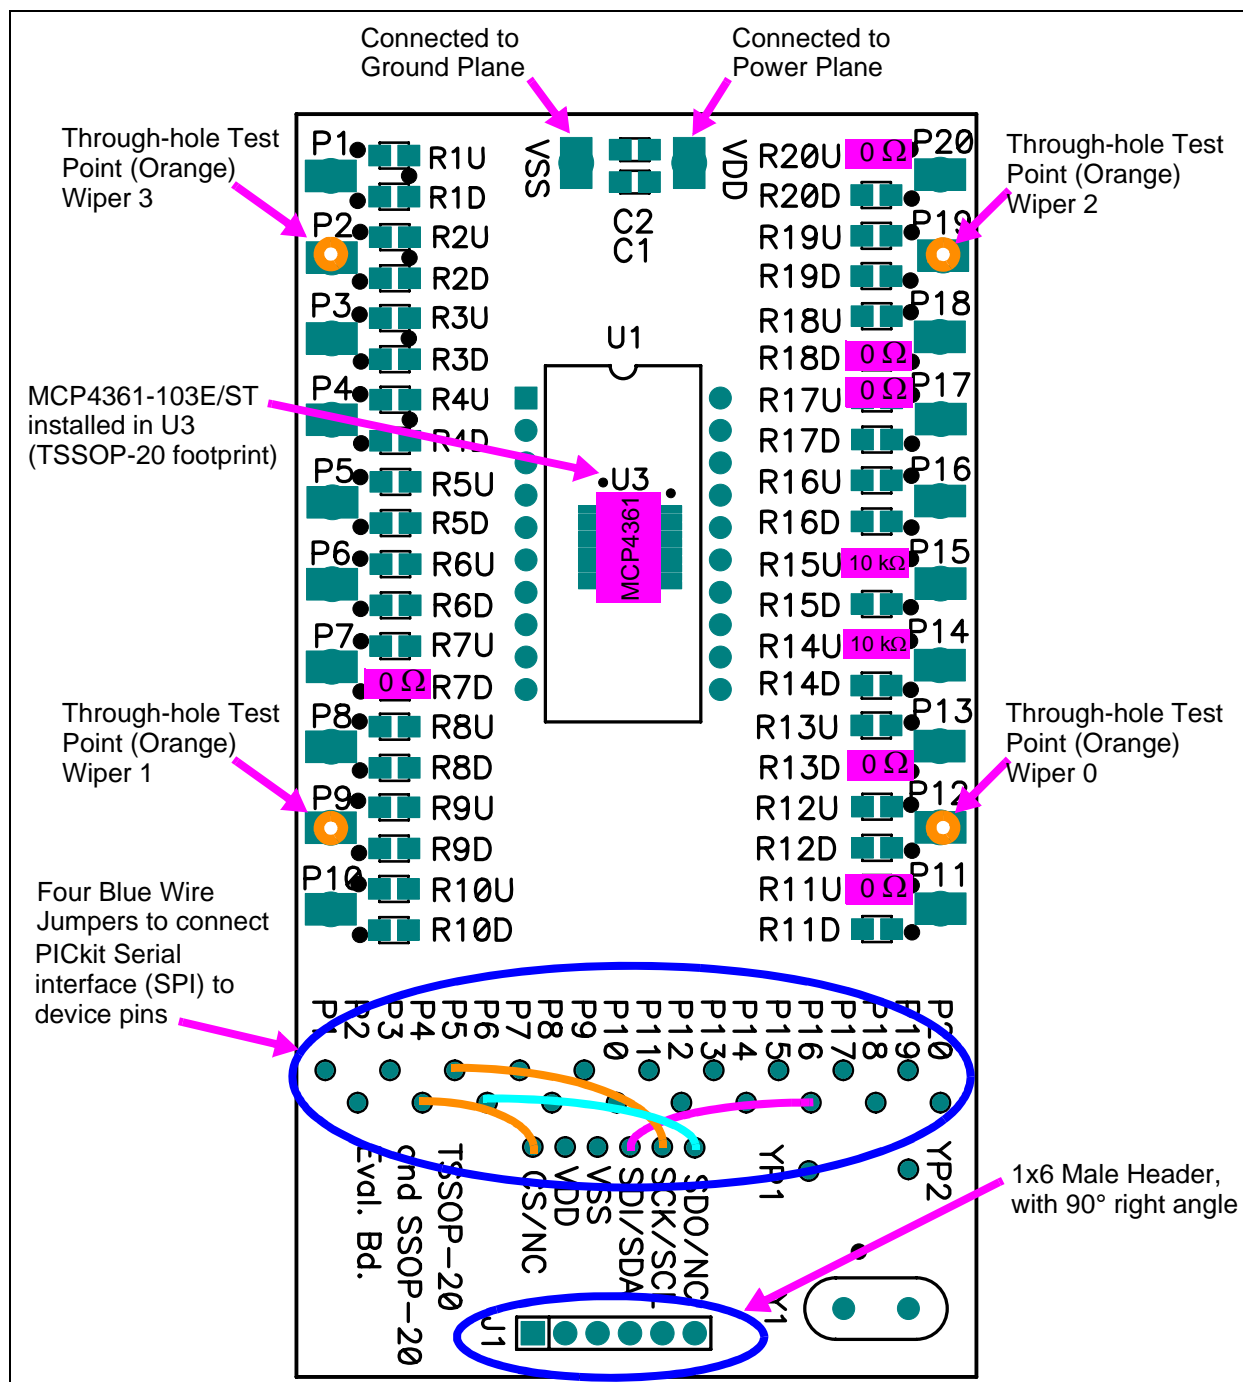 Connected to
Ground Plane
Connected to
Power Plane
Through-hole Test
Point (Orange)
Wiper 3
Through-hole Test
Point (Orange)
Wiper 2
MCP4361-103E/ST
installed in U3
(TSSOP-20 footprint)
Through-hole Test
Point (Orange)
Wiper 1
Through-hole Test
Point (Orange)
Wiper 0
Four Blue Wire
Jumpers to connect
PICkit Serial
interface (SPI) to
device pins
1x6 Male Header,
with 90° right angle
VSS
VDD
C2
C1
U1
U3
MCP4361
P1
R1U
R1D
P2
R2U
R2D
P3
R3U
R3D
P4
R4U
R4D
P5
R5U
R5D
P6
R6U
R6D
P7
R7U
0 Ω R7D
P8
R8U
R8D
P9
R9U
R9D
P10
R10U
R10D
R20U 0 Ω P20
R20D
R19U P19
R19D
R18U P18
R18D 0 Ω
R17U 0 Ω P17
R17D
R16U P16
R16D
R15U 10 kΩ P15
R15D
R14U 10 kΩ P14
R14D
R13U P13
R13D 0 Ω
R12U P12
R12D
R11U 0 Ω P11
R11D
P1
P2
P3
P4
P5
P6
P7
P8
P9
P10
P11
P12
P13
P14
P15
P16
P17
P18
P19
P20
TSSOP-20
and SSOP-20
Eval. Bd.
CS/NC
VDD
VSS
SDI/SDA
SCK/SCL
SDO/NC
YP1
YP2
J1
Y1